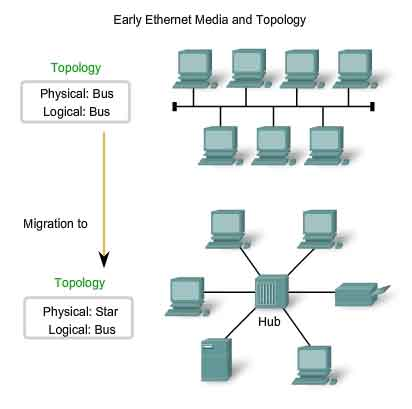 Early Ethernet Media and Topology
Topology
Physical: Bus
Logical: Bus
Migration to
Topology
Physical: Star
Logical: Bus
Hub